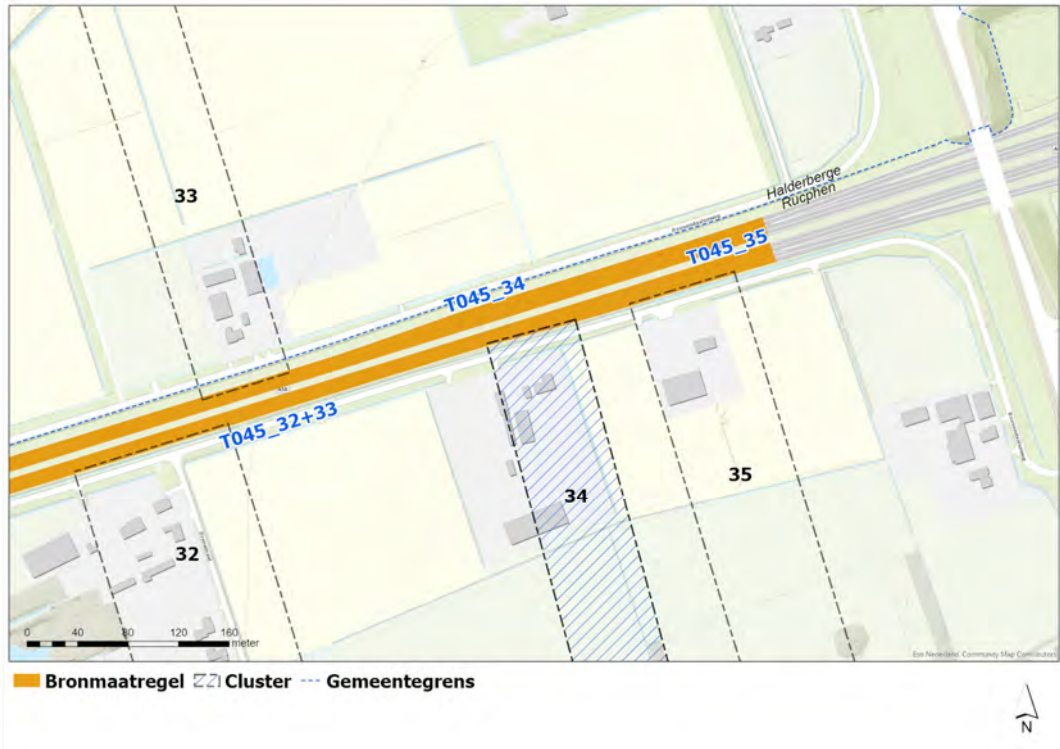 33
Halderberge
Rucphen
T045_35
T045_34
T045_32+33
35
34
32
0 40 80 120 160
meter
Esri Nederland, Community Map Contributors
Bronmaatregel Cluster Gemeentegrens
N